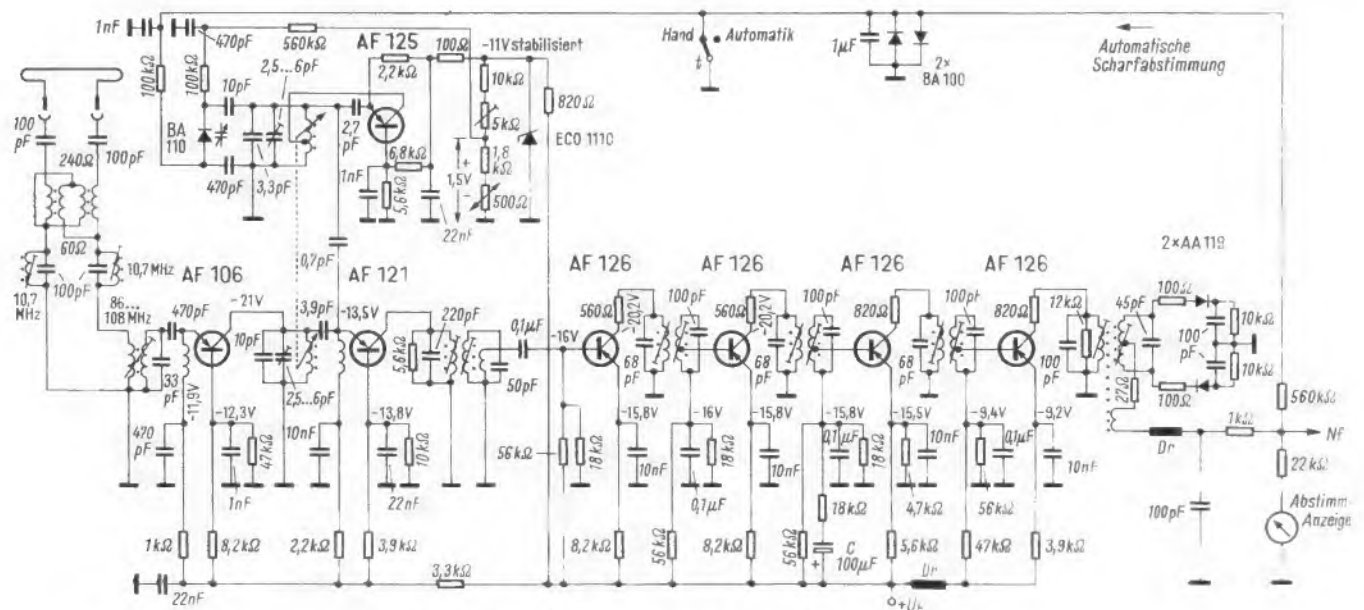 1nF
470pF
560kΩ
AF 125
100Ω
-11V stabilisiert
Hand
Automatik
t
1µF
2×
BA 100
Automatische
Scharfabstimmung
100kΩ
100kΩ
10pF
2,5...6pF
2,2kΩ
10kΩ
5kΩ
820Ω
ECO 1110
100
pF
100pF
BA
110
2,7
pF
6,8kΩ
+
1,5V
-
1,8
kΩ
500Ω
240Ω
470pF
3,3pF
1nF
5,6kΩ
22nF
60Ω
10,7MHz
100pF
10,7
MHz
0,7pF
AF 106
AF 121
AF 126
AF 126
AF 126
AF 126
2×AA119
86...
108MHz
470pF
-21V
3,9pF
-13,5V
220pF
0,1µF
-16V
560Ω
-20,2V
100pF
560Ω
-20,2V
100pF
820Ω
100pF
820Ω
12kΩ
45pF
100Ω
100
pF
10kΩ
10kΩ
100Ω
33
pF
10pF
2,5...6pF
5,6kΩ
50pF
68
pF
68
pF
68
pF
100
pF
27Ω
-11,9V
-12,3V
-13,8V
-15,8V
-16V
-15,8V
-15,8V
-15,5V
-9,4V
-9,2V
560kΩ
1kΩ
Nf
Dr
22kΩ
470
pF
1nF
47kΩ
10nF
22nF
10kΩ
56kΩ
18kΩ
10nF
0,1µF
18kΩ
10nF
0,1µF
18kΩ
10nF
4,7kΩ
0,1µF
56kΩ
10nF
100pF
Abstimm-
Anzeige
1kΩ
8,2kΩ
2,2kΩ
3,9kΩ
8,2kΩ
56kΩ
8,2kΩ
56kΩ
18kΩ
C
100µF
+
5,6kΩ
47kΩ
3,9kΩ
22nF
3,3kΩ
Dr